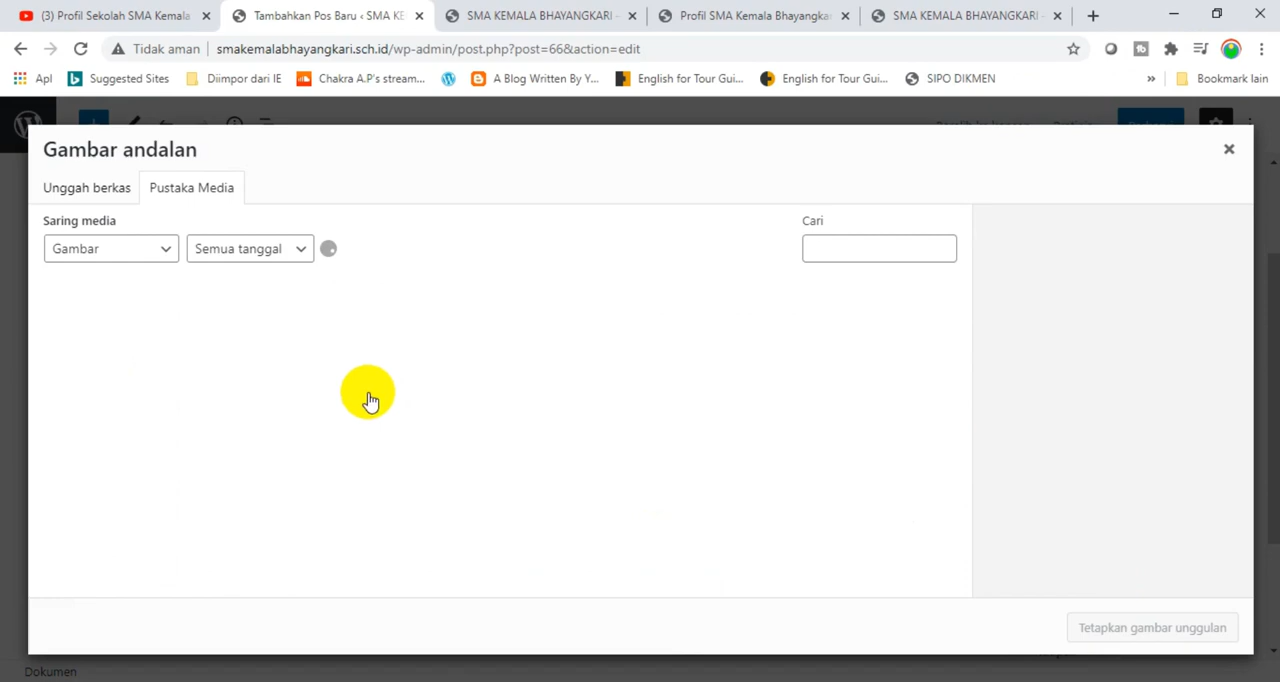 (3) Profil Sekolah SMA Kemala
Tambahkan Pos Baru ‹ SMA KE
SMA KEMALA BHAYANGKARI -
Profil SMA Kemala Bhayangka
SMA KEMALA BHAYANGKARI -
Tidak aman
smakemalabhayangkari.sch.id/wp-admin/post.php?post=66&action=edit
Apl
Suggested Sites
Diimpor dari IE
Chakra A.P's stream...
A Blog Written By Y...
English for Tour Gui...
English for Tour Gui...
SIPO DIKMEN
»
Bookmark lain
Gambar andalan
Unggah berkas
Pustaka Media
Saring media
Cari
Gambar
Semua tanggal
Tetapkan gambar unggulan
Dokumen